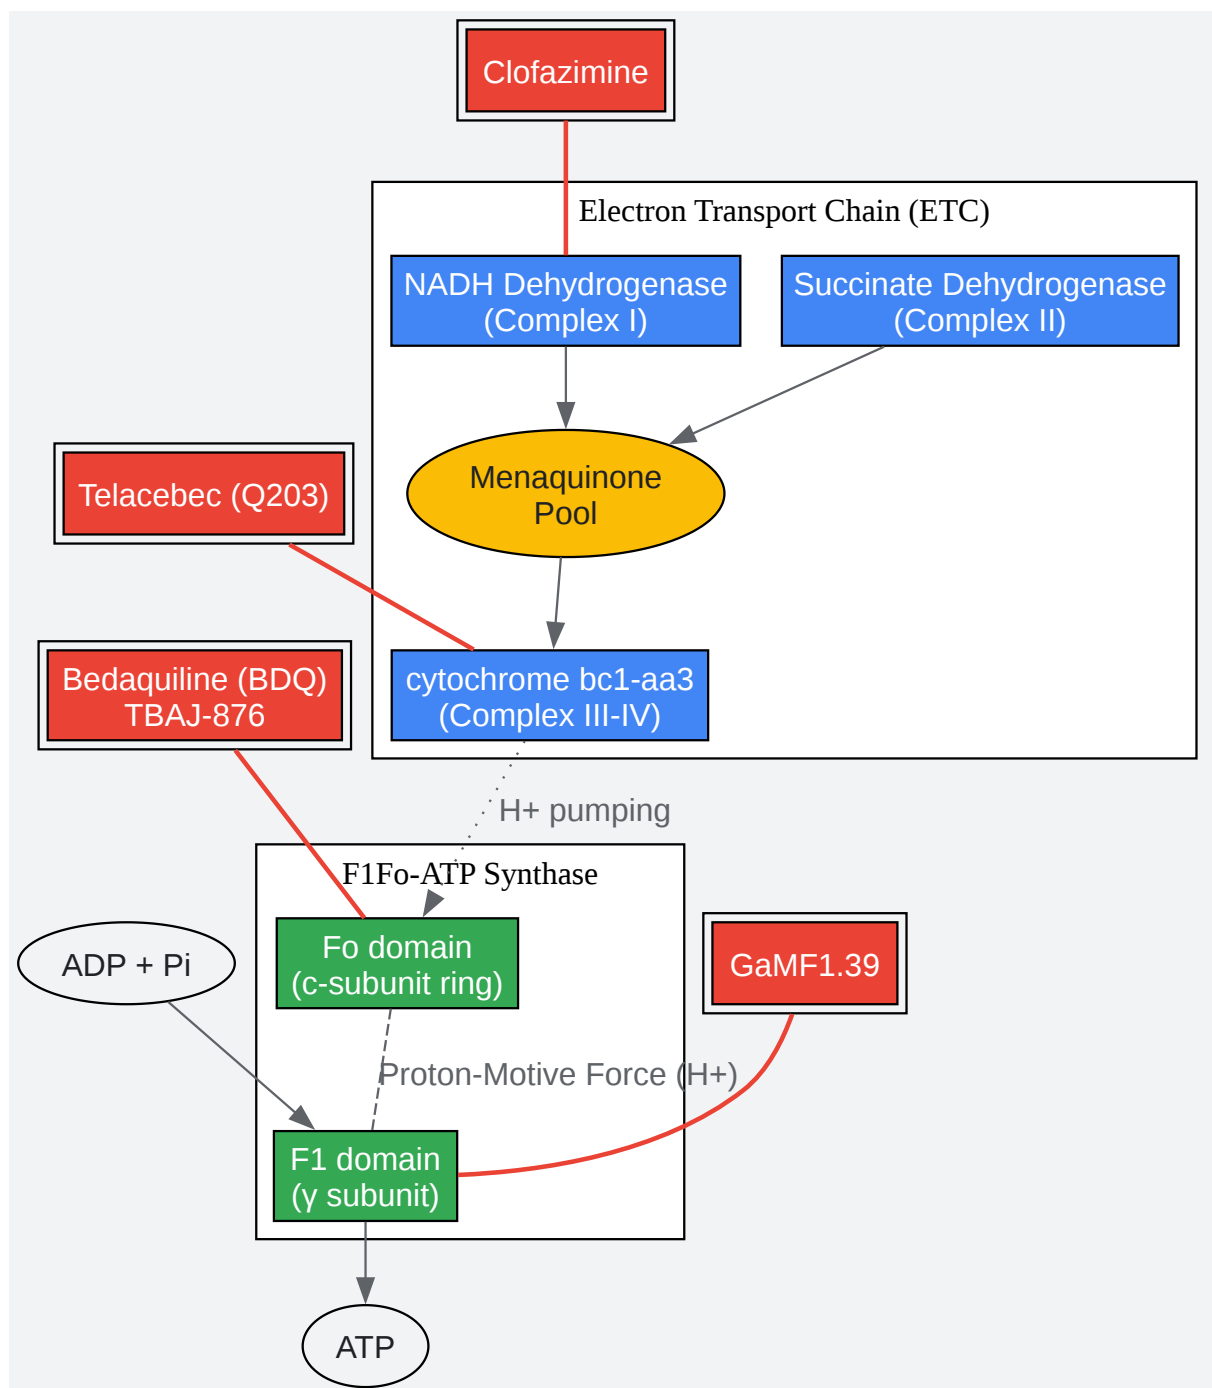 Clofazimine
Electron Transport Chain (ETC)
NADH Dehydrogenase
(Complex I)
Succinate Dehydrogenase
(Complex II)
Menaquinone
Pool
Telacebec (Q203)
Bedaquiline (BDQ)
TBAJ-876
cytochrome bc1-aa3
(Complex III-IV)
H+ pumping
F1Fo-ATP Synthase
Fo domain
(c-subunit ring)
ADP + Pi
GaMF1.39
Proton-Motive Force (H+)
F1 domain
(γ subunit)
ATP